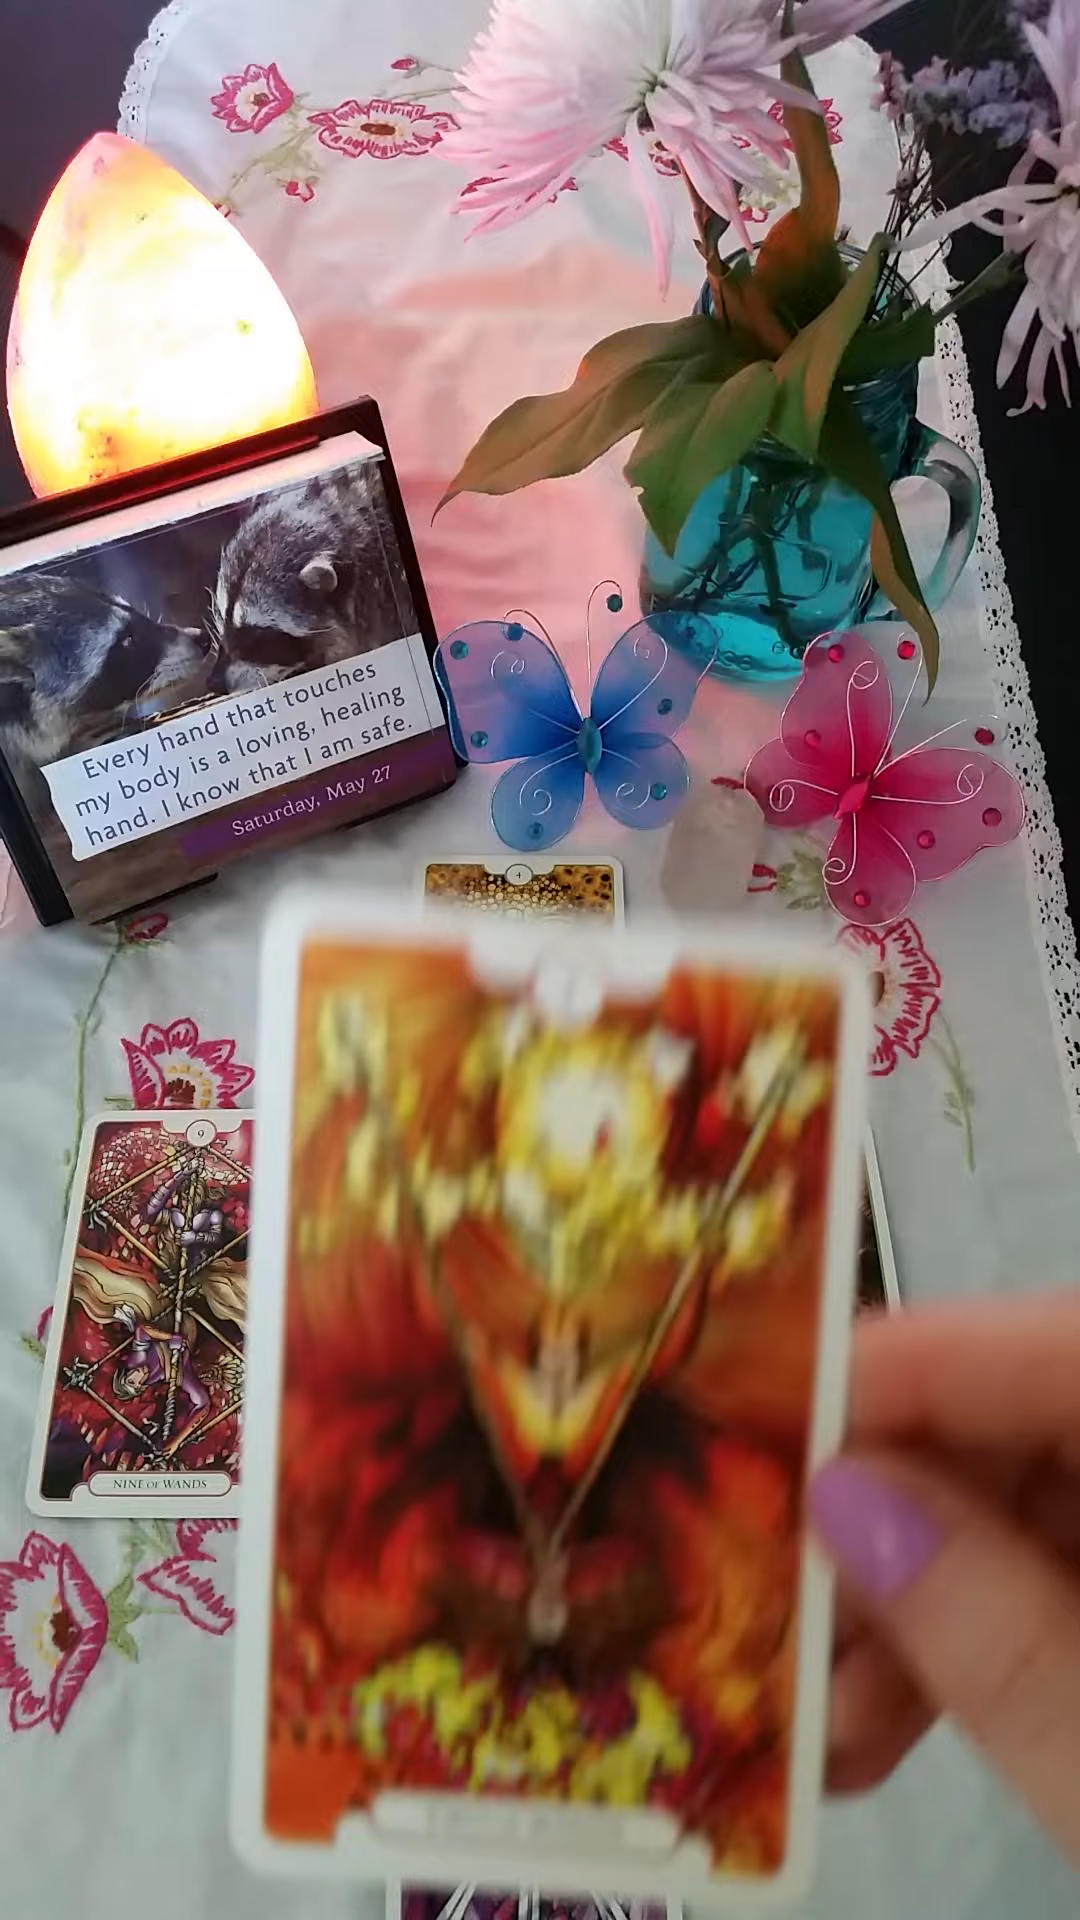 Every hand that touches
my body is a loving, healing
hand. I know that I am safe.
Saturday, May 27
4
9
NINE OF WANDS